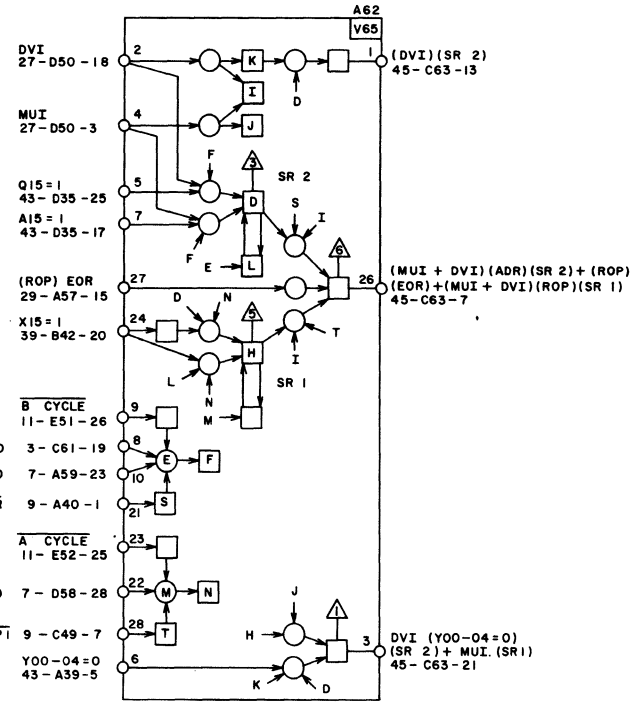 A62
V65
DVI
27-D50-18
2
K
D
1
(DVI)(SR 2)
45-C63-13
I
MUI
27-D50-3
4
J
F
3
SR 2
Q15=1
43-D35-25
5
D
S
I
A15=1
43-D35-17
7
F
E
L
6
(ROP) EOR
29-A57-15
27
26
(MUI + DVI)(ADR)(SR 2)+ (ROP)
(EOR)+(MUI + DVI)(ROP)(SR 1)
45-C63-7
D
N
5
X15=1
39-B42-20
24
T
H
I
L
SR 1
N
M
B CYCLE
11-E51-26
9
3-C61-19
8
E
F
7-A59-23
10
9-A40-1
21
S
A CYCLE
11-E52-25
23
7-D58-28
22
M
N
J
1
9-C49-7
28
T
H
3
DVI (Y00-04=0)
(SR 2)+ MUI.(SR1)
45-C63-21
Y00-04=0
43-A39-5
6
K
D